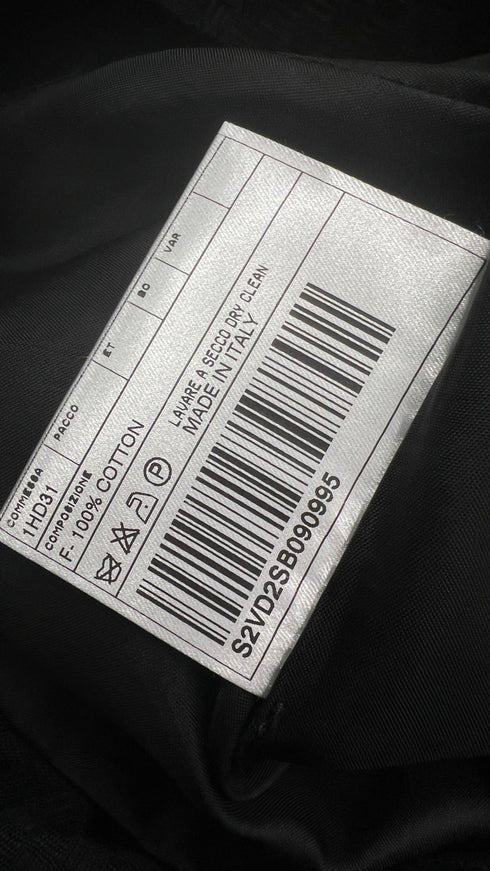 COMMESSA PACCO ET BO VAR
1HD31
COMPOSIZIONE
F- 100% COTTON
P
LAVARE A SECCO DRY CLEAN
MADE IN ITALY
S2VD2SB090995